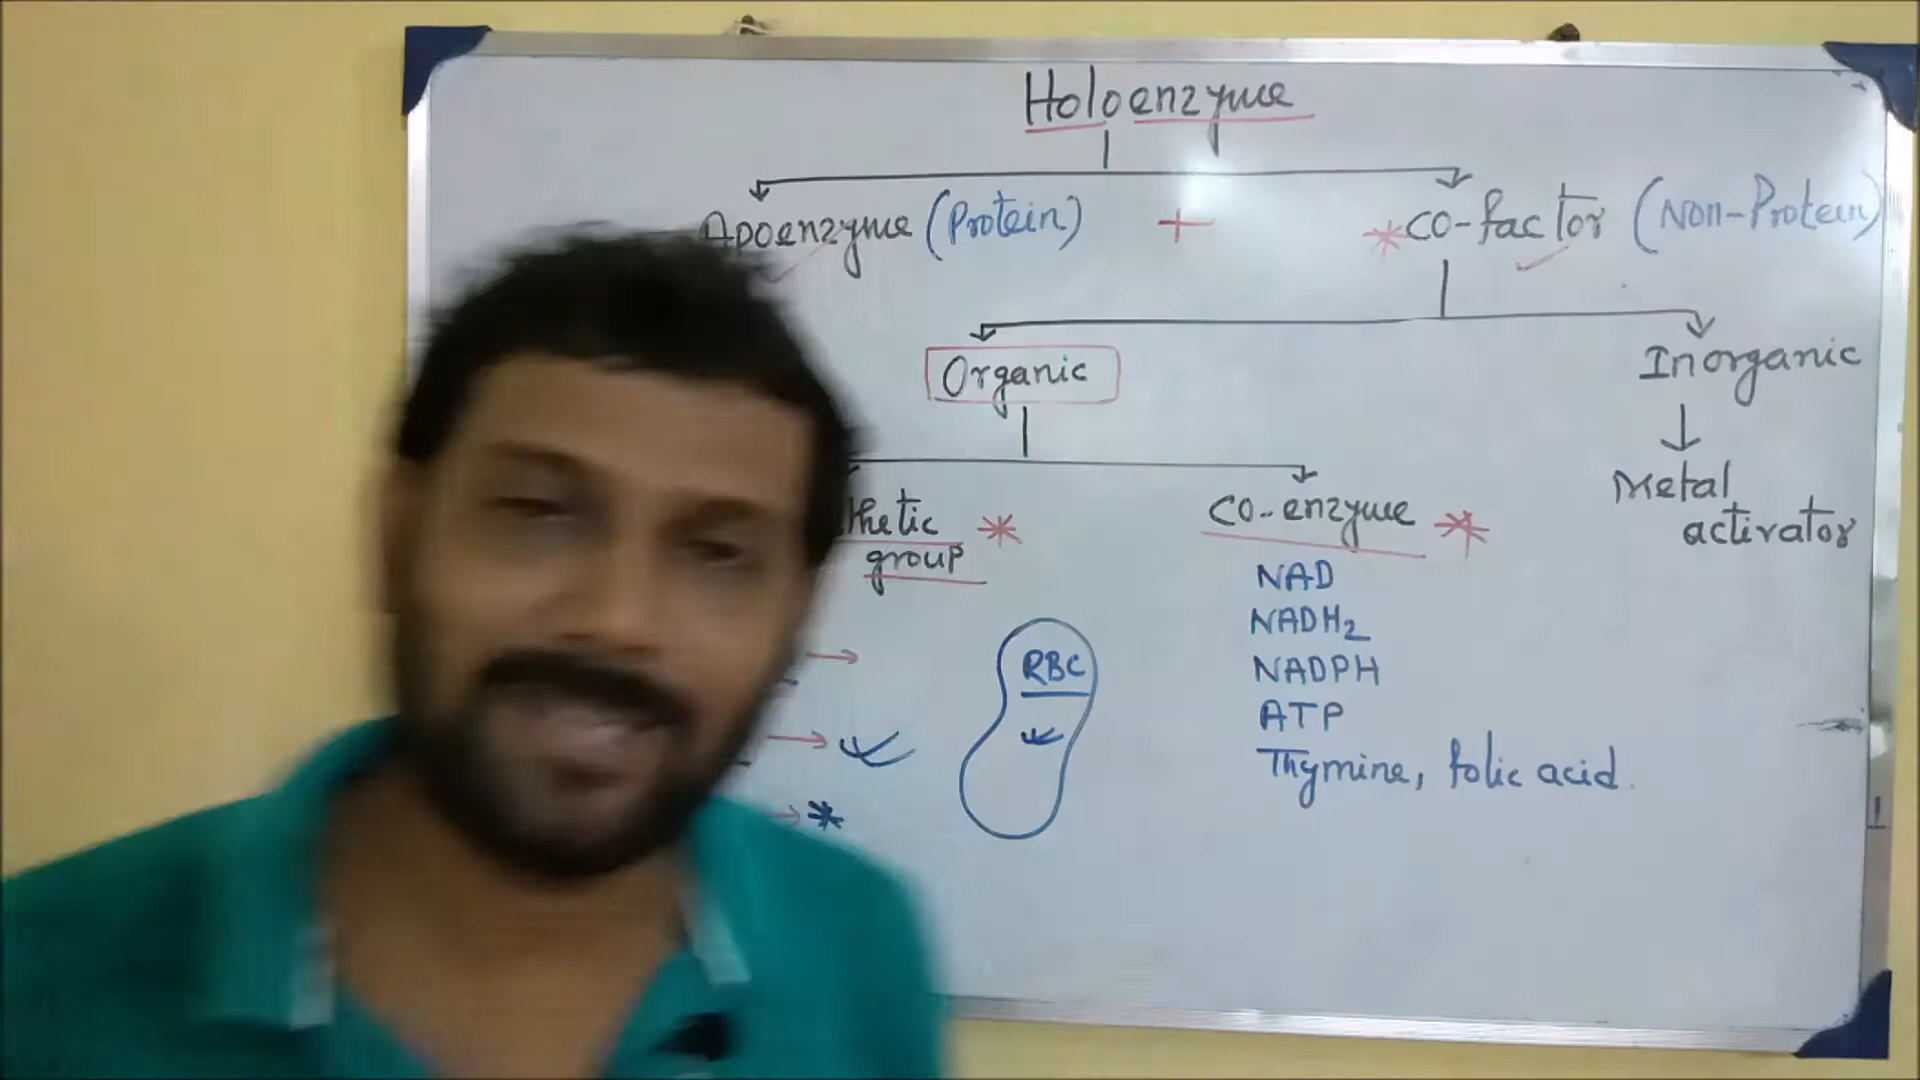 Holoenzyme
Apoenzyme (Protein) + *Co-factor (Non-Protein)
Organic
Inorganic
Metal
activator
thetic *
group
Co-enzyme *
NAD
NADH2
NADPH
ATP
Thymine, folic acid.
RBC